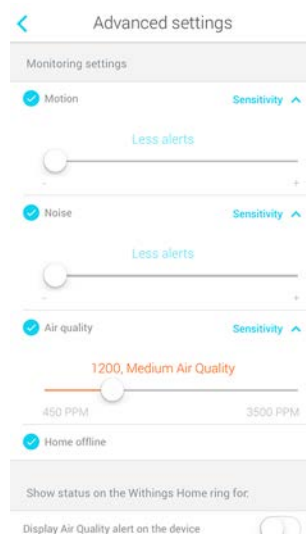 Advanced settings
Monitoring settings
Motion Sensitivity
Less alerts
- +
Noise Sensitivity
Less alerts
- +
Air quality Sensitivity
1200, Medium Air Quality
450 PPM 3500 PPM
Home offline
Show status on the Withings Home ring for:
Display Air Quality alert on the device